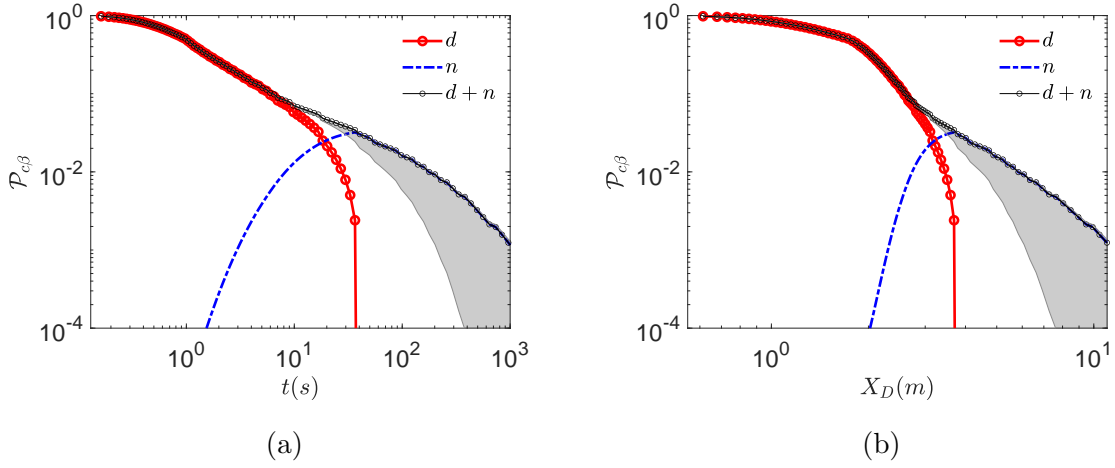 10^0
10^-2
10^-4
P_cβ
10^0
10^1
10^2
10^3
t(s)
d
n
d + n
(a)
10^0
10^-2
10^-4
P_cβ
10^0
10^1
X_D(m)
d
n
d + n
(b)